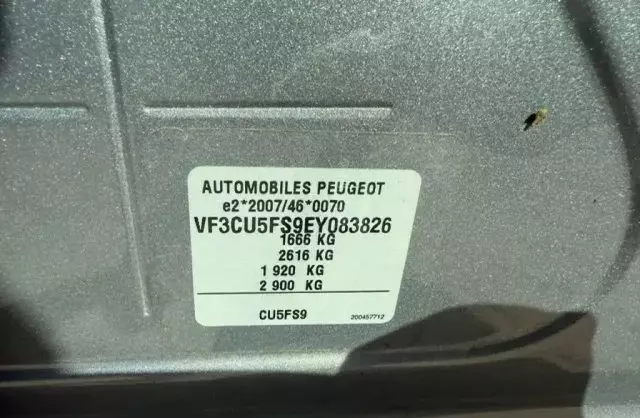 AUTOMOBILES PEUGEOT
e2*2007/46*0070
VF3CU5FS9EY083826
1666 KG
2616 KG
1 920 KG
2 900 KG
CU5FS9
200457712